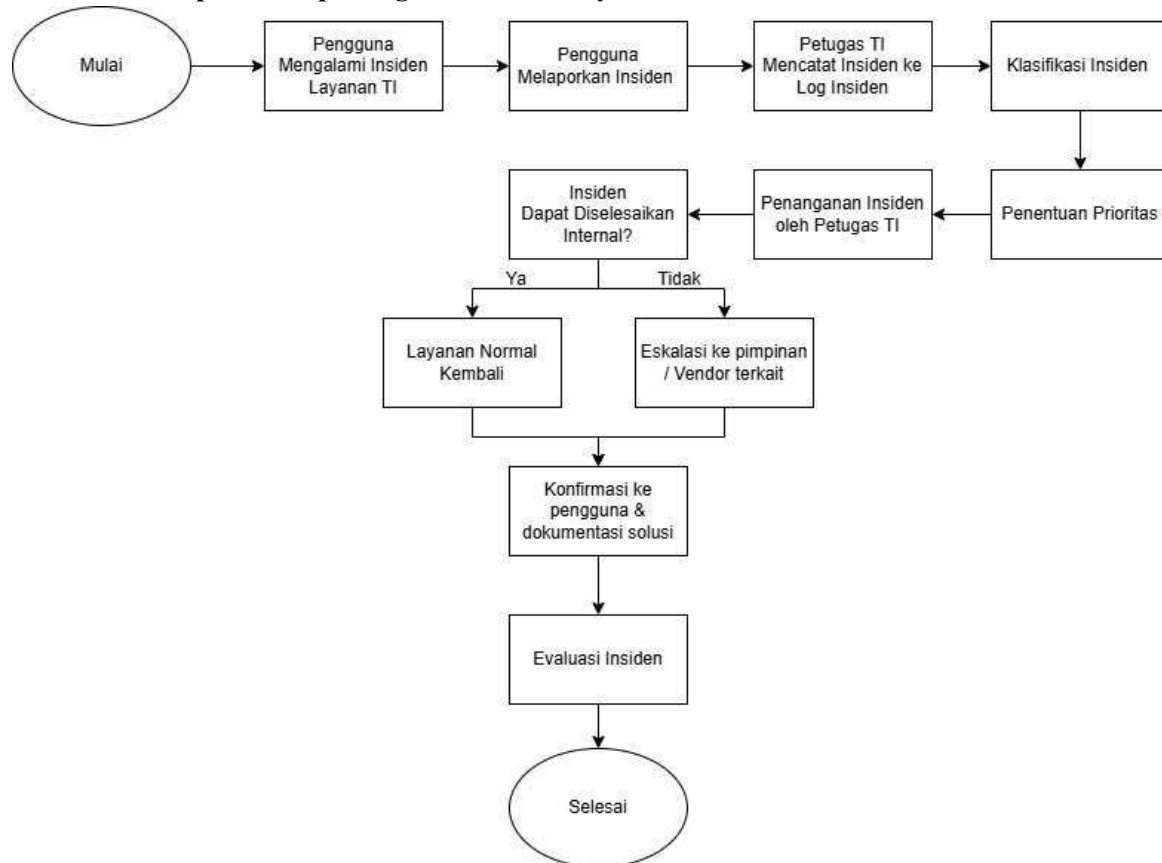 Mulai
Pengguna
Mengalami Insiden
Layanan TI
Pengguna
Melaporkan Insiden
Petugas TI
Mencatat Insiden ke
Log Insiden
Klasifikasi Insiden
Penentuan Prioritas
Penanganan Insiden
oleh Petugas TI
Insiden
Dapat Diselesaikan
Internal?
Ya
Tidak
Layanan Normal
Kembali
Eskalasi ke pimpinan
/ Vendor terkait
Konfirmasi ke
pengguna &
dokumentasi solusi
Evaluasi Insiden
Selesai